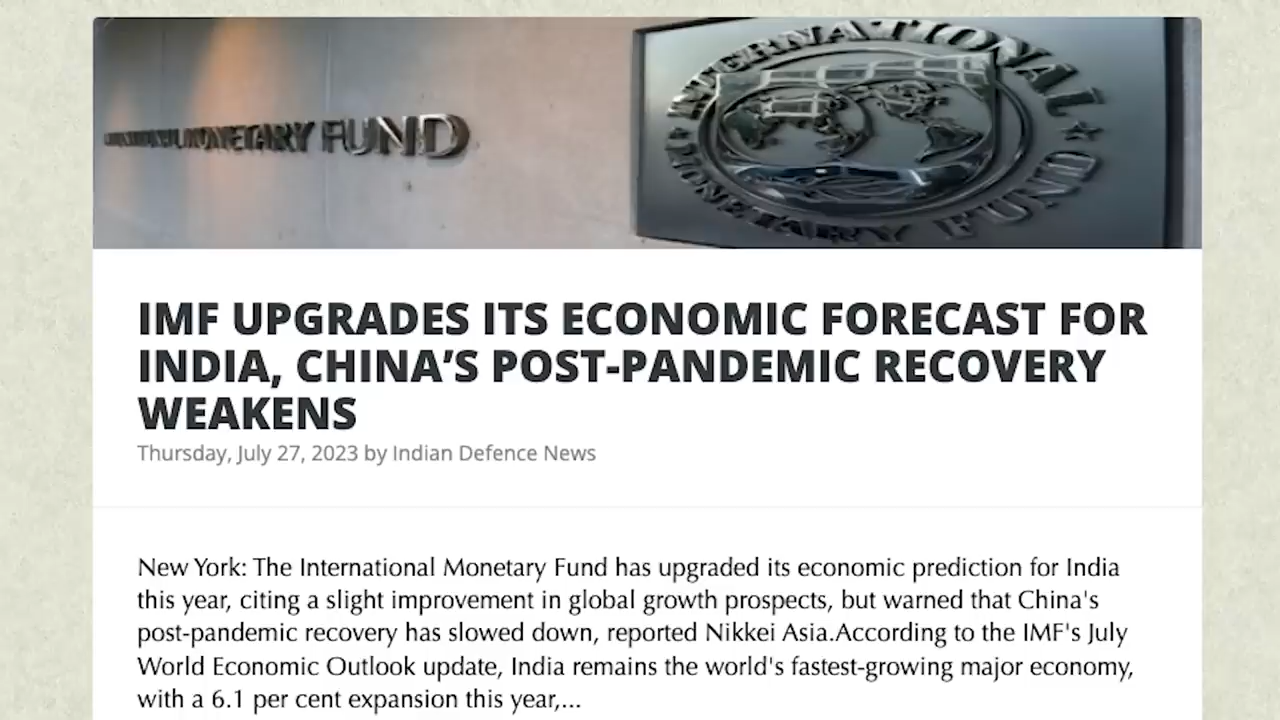 INTERNATIONAL MONETARY FUND
INTERNATIONAL
MONETARY FUND
IMF UPGRADES ITS ECONOMIC FORECAST FOR
INDIA, CHINA’S POST-PANDEMIC RECOVERY
WEAKENS
Thursday, July 27, 2023 by Indian Defence News
New York: The International Monetary Fund has upgraded its economic prediction for India
this year, citing a slight improvement in global growth prospects, but warned that China's
post-pandemic recovery has slowed down, reported Nikkei Asia.According to the IMF's July
World Economic Outlook update, India remains the world's fastest-growing major economy,
with a 6.1 per cent expansion this year,...